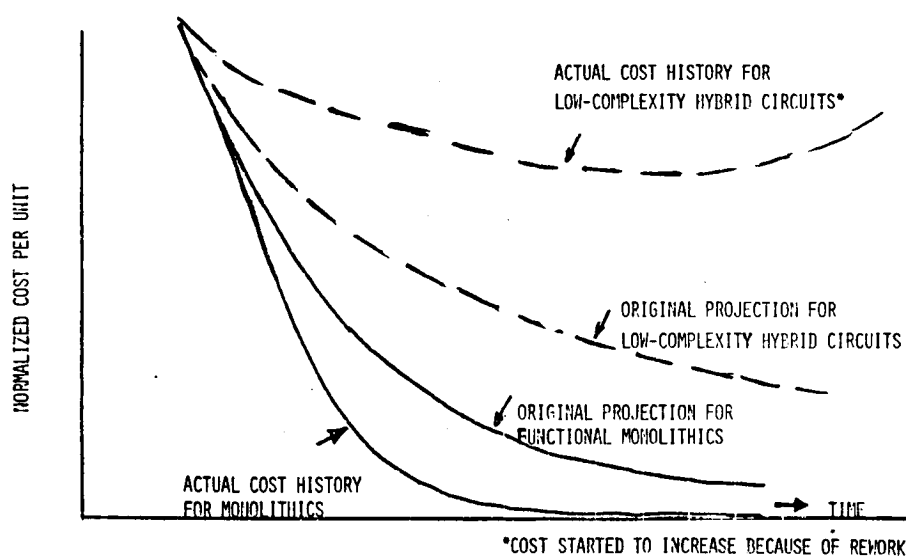 ACTUAL COST HISTORY FOR
LOW-COMPLEXITY HYBRID CIRCUITS*
NORMALIZED COST PER UNIT
ORIGINAL PROJECTION FOR
LOW-COMPLEXITY HYBRID CIRCUITS
ORIGINAL PROJECTION FOR
FUNCTIONAL MONOLITHICS
ACTUAL COST HISTORY
FOR MONOLITHICS
TIME
*COST STARTED TO INCREASE BECAUSE OF REWORK